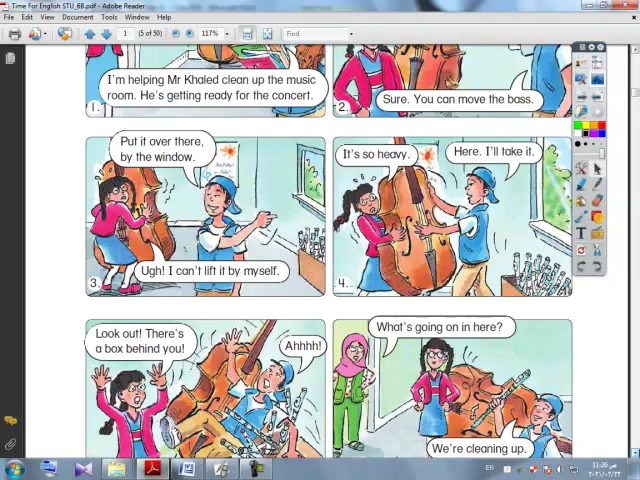 Time For English STU_6B.pdf - Adobe Reader
File Edit View Document Tools Window Help
1 (5 of 50) 117% Find
I'm helping Mr Khaled clean up the music
room. He's getting ready for the concert.
1.
Sure. You can move the bass.
2.
Put it over there,
by the window.
Ugh! I can't lift it by myself.
3.
It's so heavy.
Here. I'll take it.
4.
Look out! There's
a box behind you!
Ahhhh!
What's going on in here?
We're cleaning up.
EN
11:26 ص